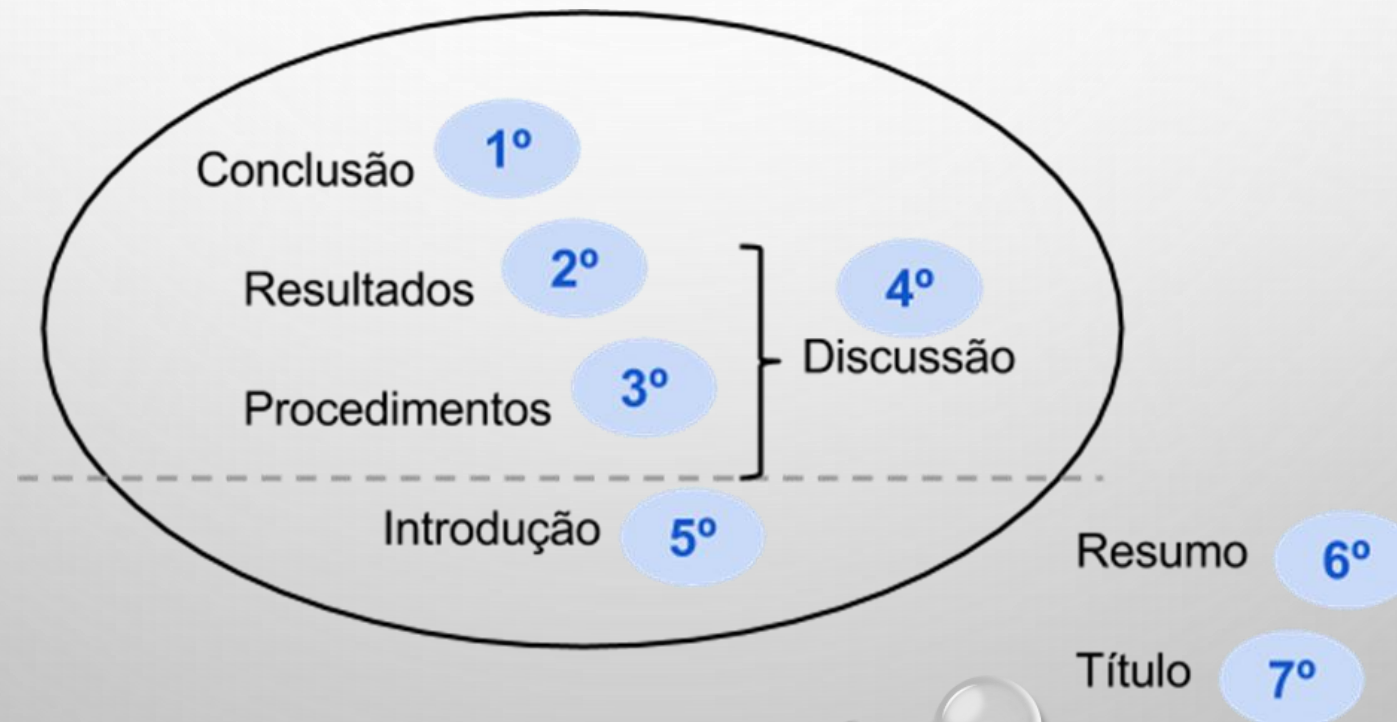 Conclusão 1º
Resultados 2º
Procedimentos 3º
4º
Discussão
Introdução 5º
Resumo 6º
Título 7º